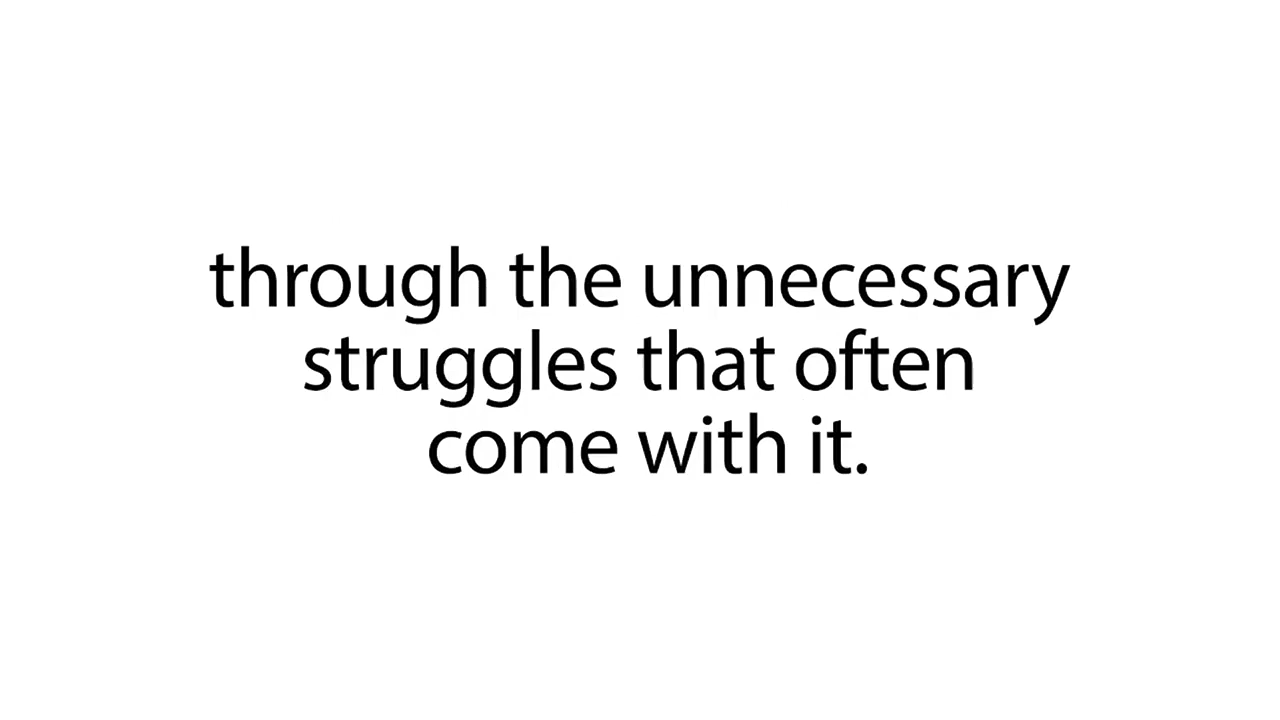 through the unnecessary
struggles that often
come with it.